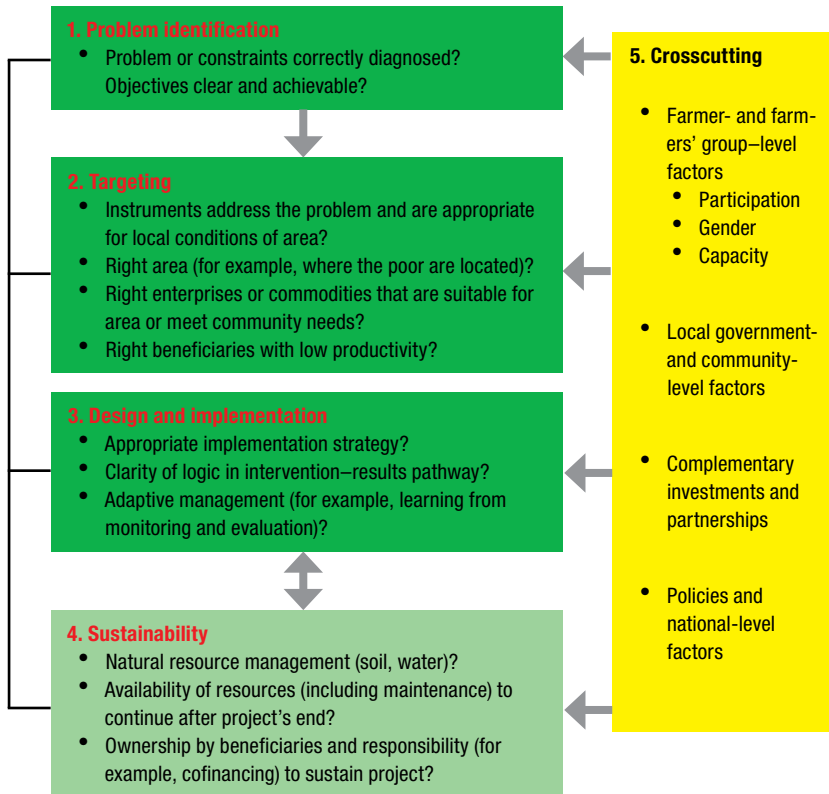 1. Problem identification
• Problem or constraints correctly diagnosed?
Objectives clear and achievable?
2. Targeting
• Instruments address the problem and are appropriate
for local conditions of area?
• Right area (for example, where the poor are located)?
• Right enterprises or commodities that are suitable for
area or meet community needs?
• Right beneficiaries with low productivity?
3. Design and implementation
• Appropriate implementation strategy?
• Clarity of logic in intervention–results pathway?
• Adaptive management (for example, learning from
monitoring and evaluation)?
4. Sustainability
• Natural resource management (soil, water)?
• Availability of resources (including maintenance) to
continue after project’s end?
• Ownership by beneficiaries and responsibility (for
example, cofinancing) to sustain project?
5. Crosscutting
• Farmer- and farm-
ers’ group–level
factors
• Participation
• Gender
• Capacity
• Local government-
and community-
level factors
• Complementary
investments and
partnerships
• Policies and
national-level
factors